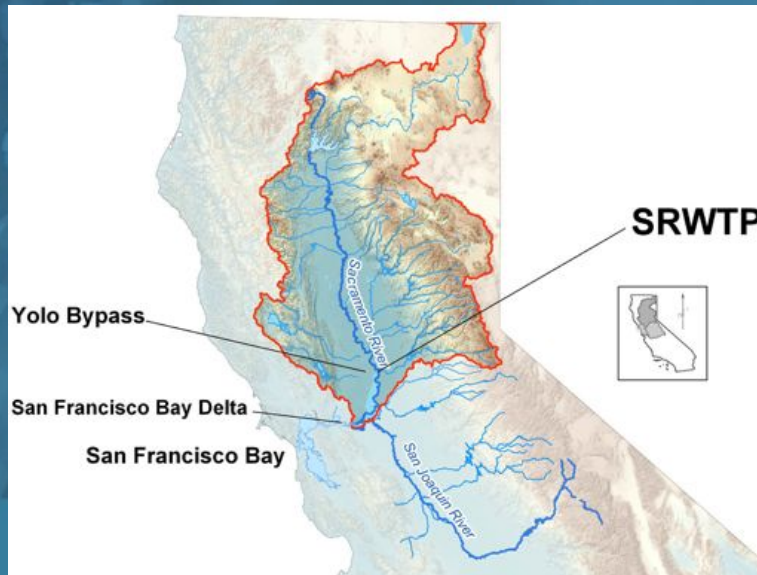 SRWTP
Sacramento River
Yolo Bypass
San Francisco Bay Delta
San Francisco Bay
San Joaquin River